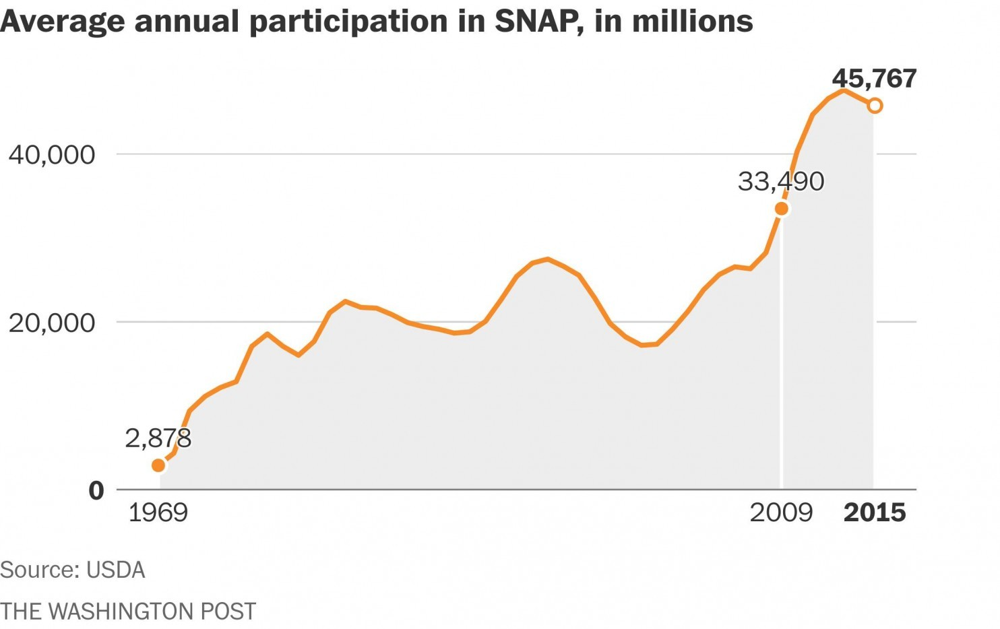 Average annual participation in SNAP, in millions
45,767
40,000
33,490
20,000
2,878
0
1969 2009 2015
Source: USDA
THE WASHINGTON POST